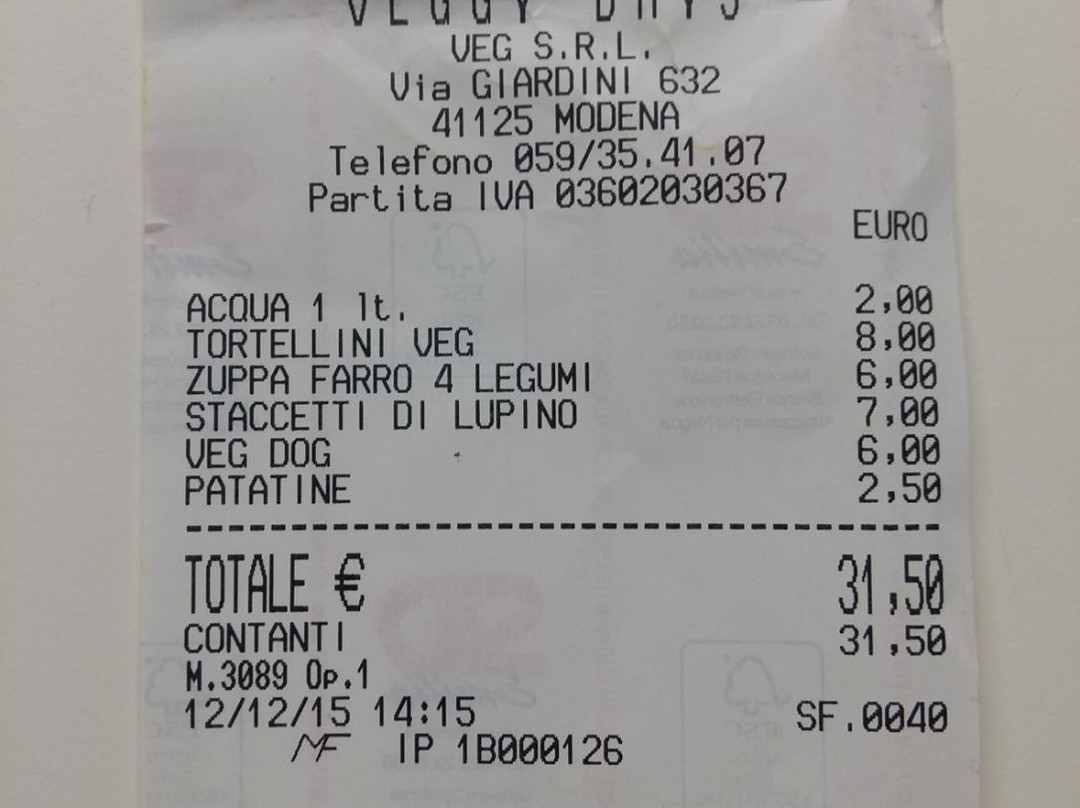 VEGGY DAYS
VEG S.R.L.
Via GIARDINI 632
41125 MODENA
Telefono 059/35.41.07
Partita IVA 03602030367
EURO
ACQUA 1 lt. 2,00
TORTELLINI VEG 8,00
ZUPPA FARRO 4 LEGUMI 6,00
STACCETTI DI LUPINO 7,00
VEG DOG 6,00
PATATINE 2,50
TOTALE € 31,50
CONTANTI 31,50
M.3089 Op.1
12/12/15 14:15 SF.0040
MF IP 1B000126